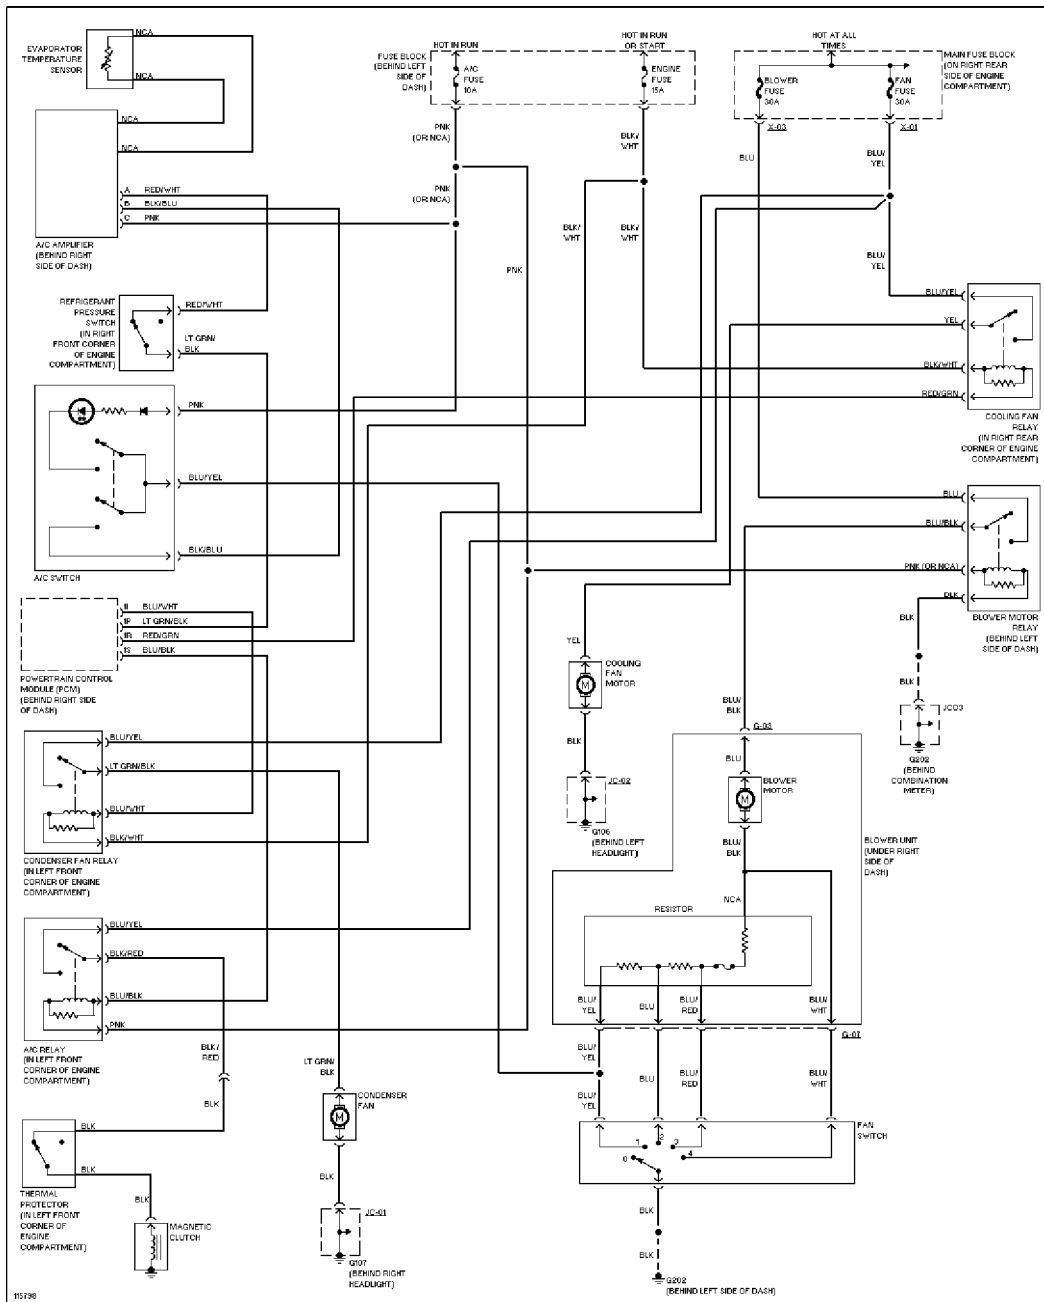 NCA
EVAPORATOR
TEMPERATURE
SENSOR
NCA
NCA
NCA
A RED/WHT
B BLK/BLU
C PNK
A/C AMPLIFIER
(BEHIND RIGHT
SIDE OF DASH)
HOT IN RUN
FUSE BLOCK
(BEHIND LEFT
SIDE OF
DASH)
A/C
FUSE
10A
HOT IN RUN
OR START
ENGINE
FUSE
15A
HOT AT ALL
TIMES
BLOWER
FUSE
30A
FAN
FUSE
30A
MAIN FUSE BLOCK
(ON RIGHT REAR
SIDE OF ENGINE
COMPARTMENT)
X-03
X-01
PNK
(OR NCA)
BLK/
WHT
BLU
BLU/
YEL
PNK
(OR NCA)
BLK/
WHT
BLK/
WHT
BLU/
YEL
PNK
REFRIGERANT
PRESSURE
SWITCH
(IN RIGHT
FRONT CORNER
OF ENGINE
COMPARTMENT)
RED/WHT
LT GRN/
BLK
BLU/YEL
YEL
BLK/WHT
RED/GRN
COOLING FAN
RELAY
(IN RIGHT REAR
CORNER OF ENGINE
COMPARTMENT)
PNK
BLU/YEL
BLK/BLU
A/C SWITCH
BLU
BLU/BLK
PNK (OR NCA)
BLK
BLOWER MOTOR
RELAY
(BEHIND LEFT
SIDE OF DASH)
1I BLU/WHT
1P LT GRN/BLK
1R RED/GRN
1S BLU/BLK
POWERTRAIN CONTROL
MODULE (PCM)
(BEHIND RIGHT SIDE
OF DASH)
BLK
BLK
JC03
G202
(BEHIND
COMBINATION
METER)
YEL
M
COOLING
FAN
MOTOR
BLK
JC-02
G106
(BEHIND LEFT
HEADLIGHT)
BLU/
BLK
G-03
BLU
M
BLOWER
MOTOR
BLU/
BLK
BLOWER UNIT
(UNDER RIGHT
SIDE OF
DASH)
NCA
RESISTOR
BLU/YEL
LT GRN/BLK
BLU/WHT
BLK/WHT
CONDENSER FAN RELAY
(IN LEFT FRONT
CORNER OF ENGINE
COMPARTMENT)
BLU/YEL
BLK/RED
BLU/BLK
PNK
A/C RELAY
(IN LEFT FRONT
CORNER OF ENGINE
COMPARTMENT)
BLU/
YEL
BLU
BLU/
RED
BLU/
WHT
G-07
BLU/
YEL
BLU/
YEL
BLU
BLU/
RED
BLU/
WHT
FAN
SWITCH
0 1 2 3 4
BLK
BLK
G202
(BEHIND LEFT SIDE OF DASH)
BLK/
RED
BLK
LT GRN/
BLK
M
CONDENSER
FAN
BLK
JC-01
G107
(BEHIND RIGHT
HEADLIGHT)
BLK
BLK
BLK
THERMAL
PROTECTOR
(IN LEFT FRONT
CORNER OF
ENGINE
COMPARTMENT)
MAGNETIC
CLUTCH
115798